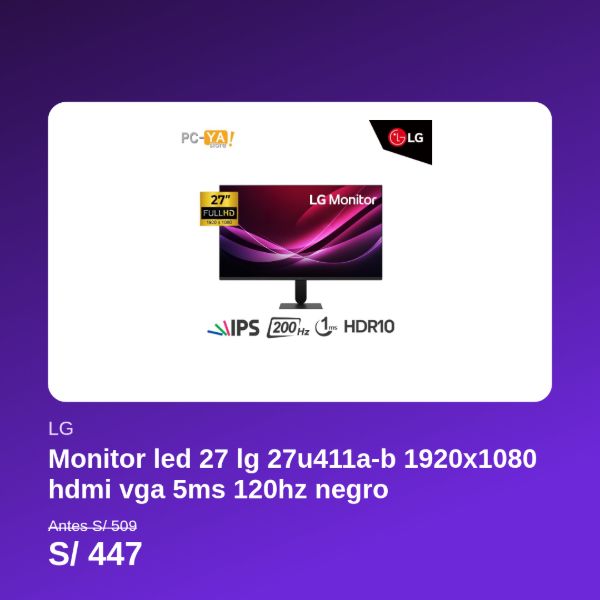 PC-YA!
store
LG
27"
FULLHD
1920 x 1080
LG Monitor
IPS 200Hz 1ms HDR10
LG
Monitor led 27 lg 27u411a-b 1920x1080
hdmi vga 5ms 120hz negro
Antes S/ 509
S/ 447